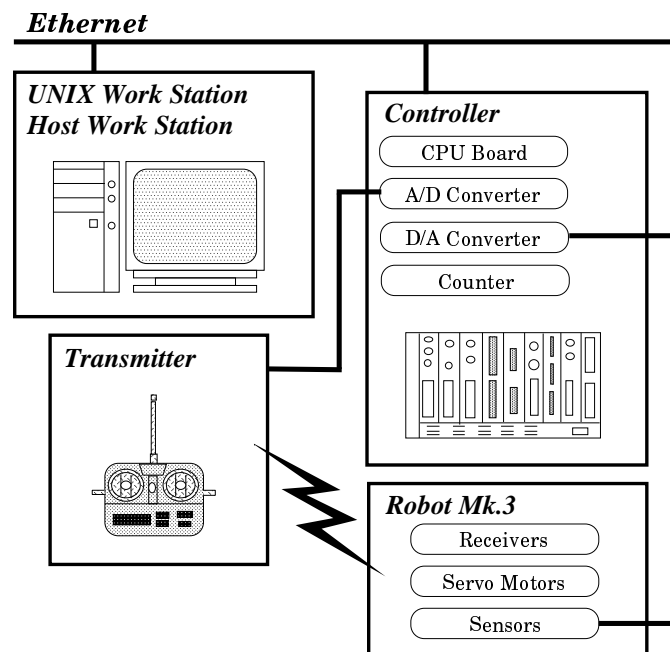 Ethernet
UNIX Work Station
Host Work Station
Controller
CPU Board
A/D Converter
D/A Converter
Counter
Transmitter
Robot Mk.3
Receivers
Servo Motors
Sensors